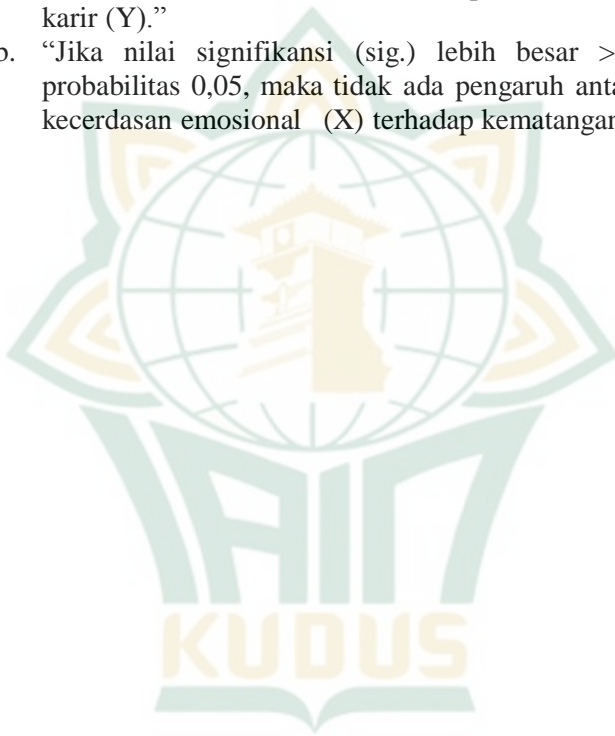 karir (Y).”
b. “Jika nilai signifikansi (sig.) lebih besar >
probabilitas 0,05, maka tidak ada pengaruh anta
kecerdasan emosional (X) terhadap kematangan
IAIN
KUDUS